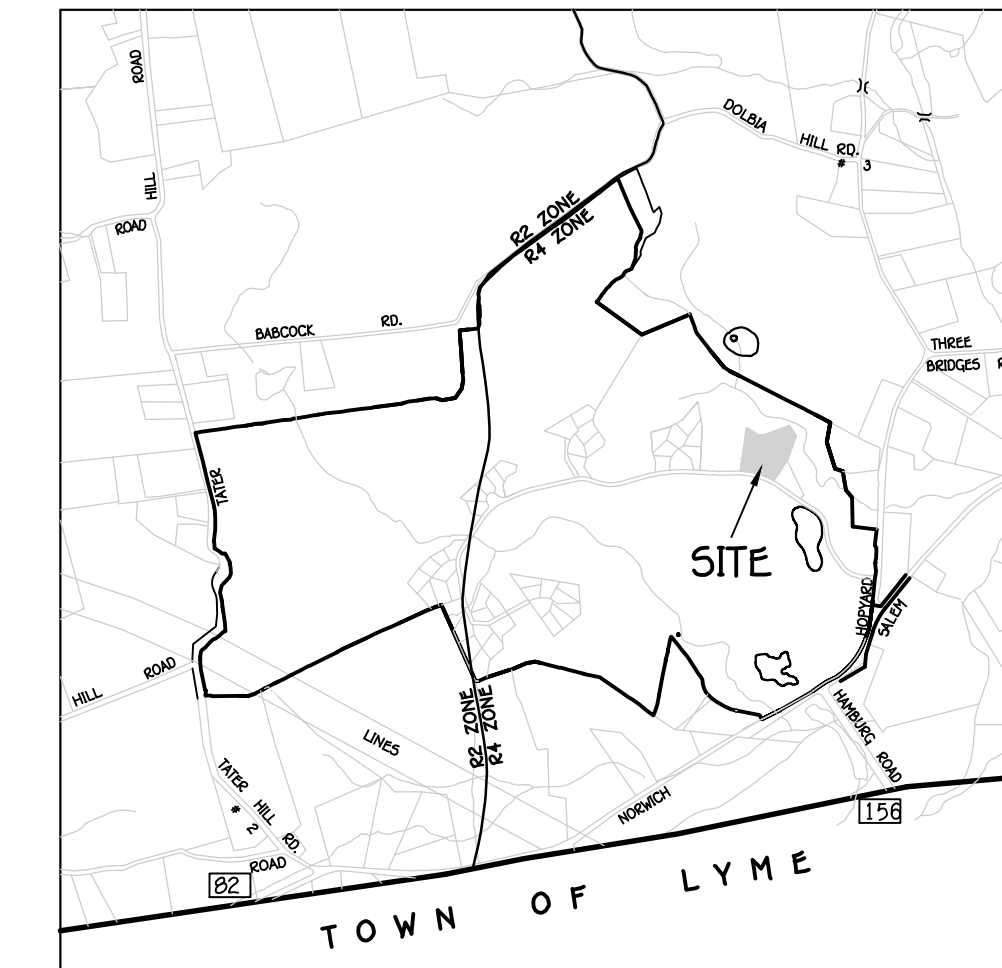 ROAD
HILL
ROAD
DOLBIA
HILL RD.
# 3
R2 ZONE
R4 ZONE
BABCOCK RD.
THREE
BRIDGES R
TATER
SITE
HOPYARD
SALEM
HILL ROAD
R2 ZONE
R4 ZONE
LINES
HAMBURG ROAD
TATER HILL RD.
# 2
NORWICH
156
ROAD
82
TOWN OF LYME